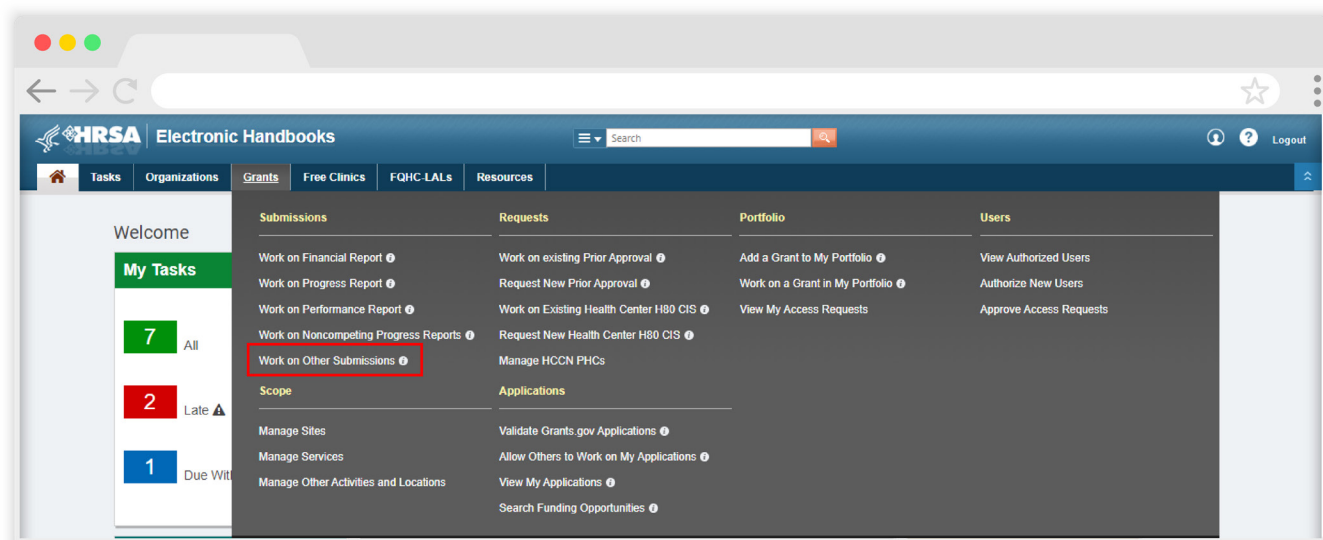 HRSA Electronic Handbooks
Search
Logout
Tasks Organizations Grants Free Clinics FQHC-LALs Resources
Welcome
My Tasks
7 All
2 Late
1 Due Wit
Submissions
Work on Financial Report
Work on Progress Report
Work on Performance Report
Work on Noncompeting Progress Reports
Work on Other Submissions
Scope
Manage Sites
Manage Services
Manage Other Activities and Locations
Requests
Work on existing Prior Approval
Request New Prior Approval
Work on Existing Health Center H80 CIS
Request New Health Center H80 CIS
Manage HCCN PHCs
Applications
Validate Grants.gov Applications
Allow Others to Work on My Applications
View My Applications
Search Funding Opportunities
Portfolio
Add a Grant to My Portfolio
Work on a Grant in My Portfolio
View My Access Requests
Users
View Authorized Users
Authorize New Users
Approve Access Requests